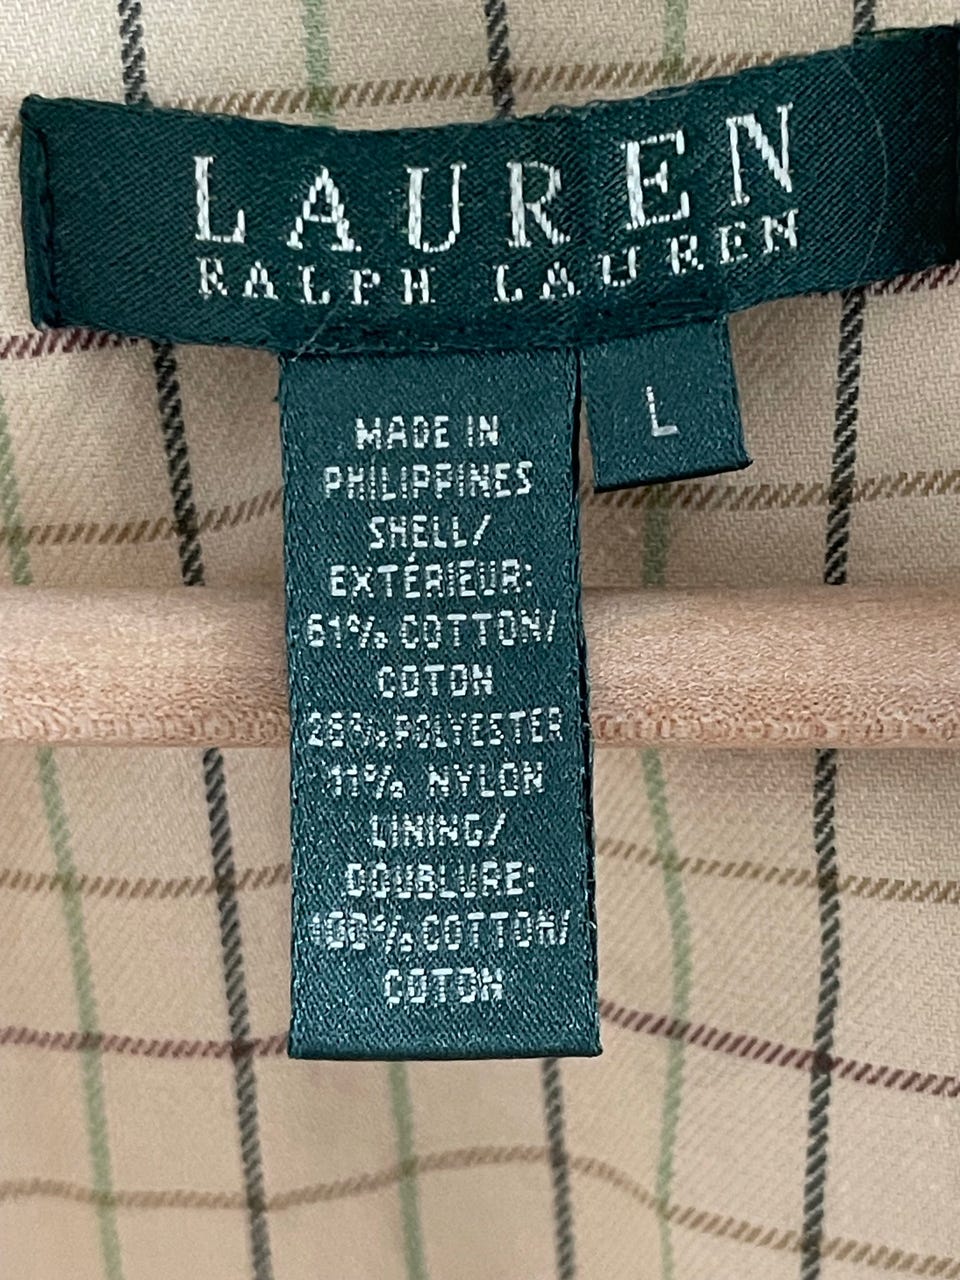 LAUREN
RALPH LAUREN
L
MADE IN
PHILIPPINES
SHELL/
EXTÉRIEUR:
61% COTTON/
COTON
28% POLYESTER
11% NYLON
LINING/
DOUBLURE:
100% COTTON/
COTON